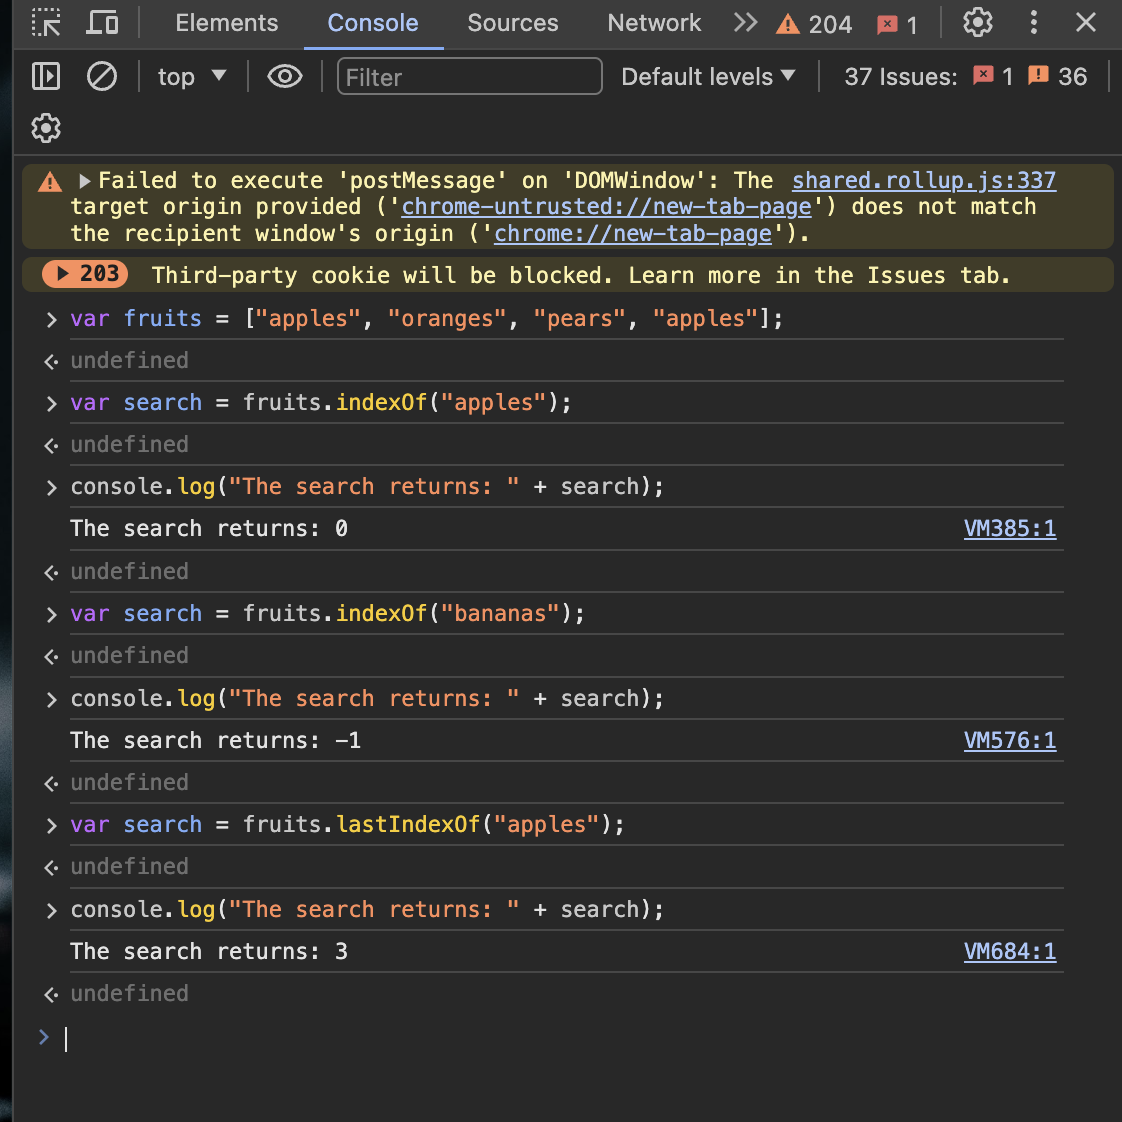 Elements Console Sources Network 204 1
top Filter Default levels 37 Issues: 1 36
Failed to execute 'postMessage' on 'DOMWindow': The shared.rollup.js:337
target origin provided ('chrome-untrusted://new-tab-page') does not match
the recipient window's origin ('chrome://new-tab-page').
203 Third-party cookie will be blocked. Learn more in the Issues tab.
> var fruits = ["apples", "oranges", "pears", "apples"];
undefined
> var search = fruits.indexOf("apples");
undefined
> console.log("The search returns: " + search);
The search returns: 0 VM385:1
undefined
> var search = fruits.indexOf("bananas");
undefined
> console.log("The search returns: " + search);
The search returns: -1 VM576:1
undefined
> var search = fruits.lastIndexOf("apples");
undefined
> console.log("The search returns: " + search);
The search returns: 3 VM684:1
undefined
>